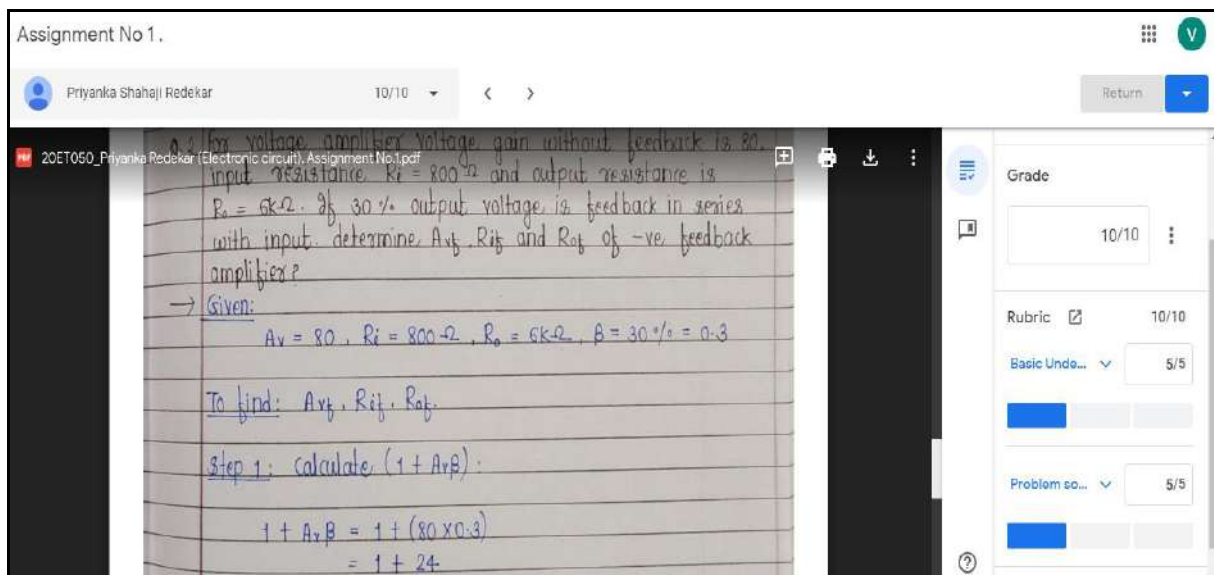 Assignment No 1.
V
Priyanka Shahaji Redekar
10/10
Return
20ET050_Priyanka Redekar (Electronic circuit). Assignment No.1.pdf
Q.2 For voltage amplifier voltage gain without feedback is 80.
input resistance Ri = 800 Ω and output resistance is
Ro = 6kΩ. If 30 % output voltage is feedback in series
with input. determine Avf, Rif and Rof of -ve feedback
amplifier?
→ Given:
Av = 80, Ri = 800 Ω, Ro = 6kΩ, β = 30 % = 0.3
To find: Avf, Rif, Rof.
Step 1: Calculate (1 + Avβ):
1 + Avβ = 1 + (80 × 0.3)
= 1 + 24
Grade
10/10
Rubric
10/10
Basic Unde...
5/5
Problem so...
5/5